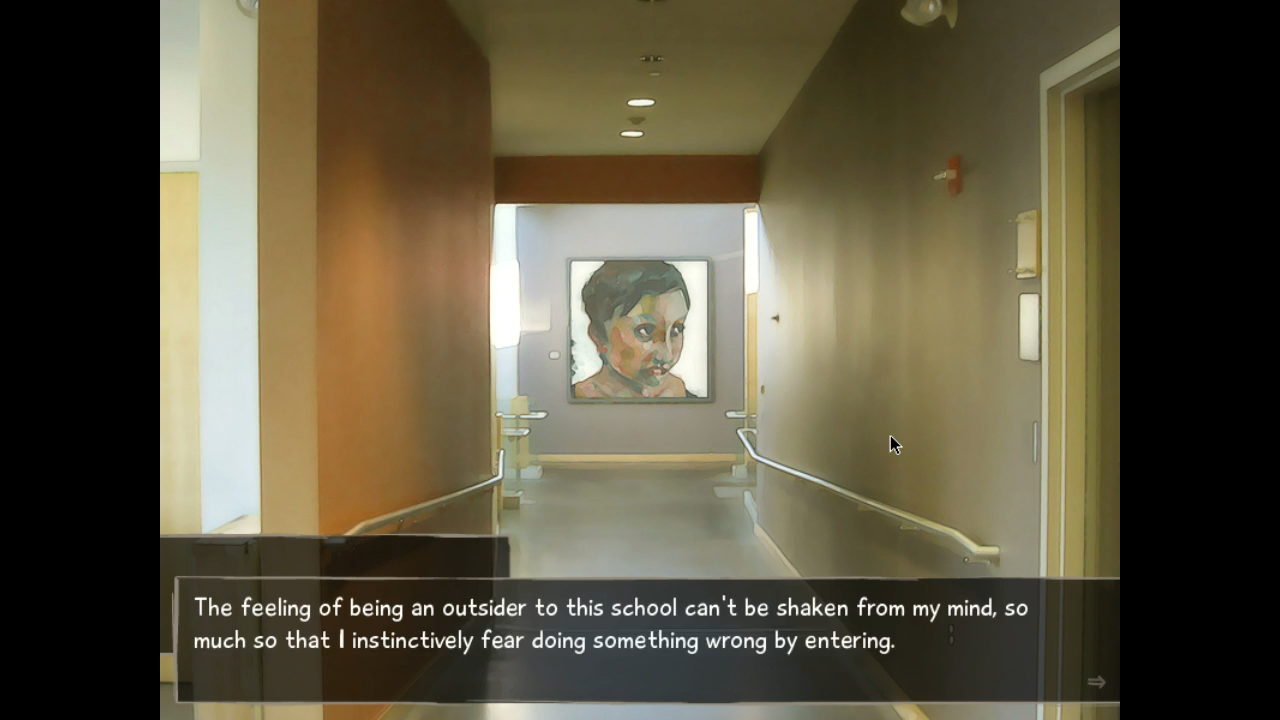 The feeling of being an outsider to this school can't be shaken from my mind, so
much so that I instinctively fear doing something wrong by entering.